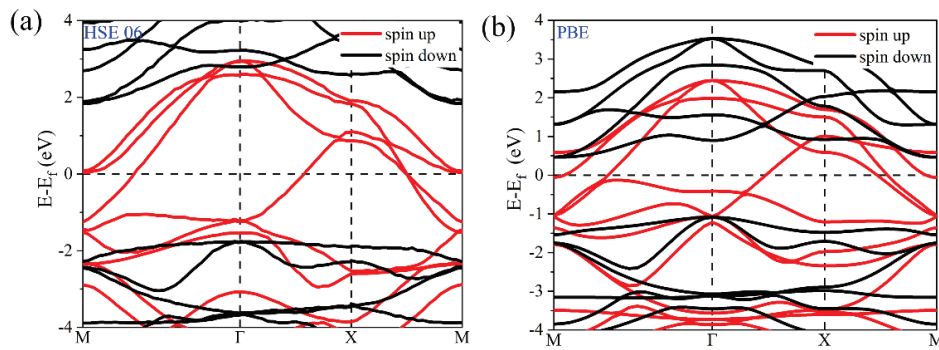 (a)
HSE 06
spin up
spin down
E-E_f (eV)
4
2
0
-2
-4
M
Γ
X
M
(b)
PBE
spin up
spin down
E-E_f (eV)
4
3
2
1
0
-1
-2
-3
-4
M
Γ
X
M